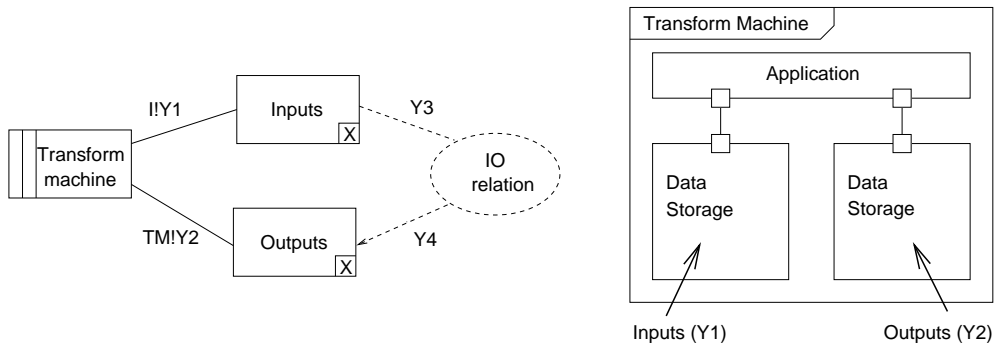 I!Y1
Inputs
X
Y3
Transform
machine
IO
relation
TM!Y2
Outputs
X
Y4
Transform Machine
Application
Data
Storage
Data
Storage
Inputs (Y1)
Outputs (Y2)